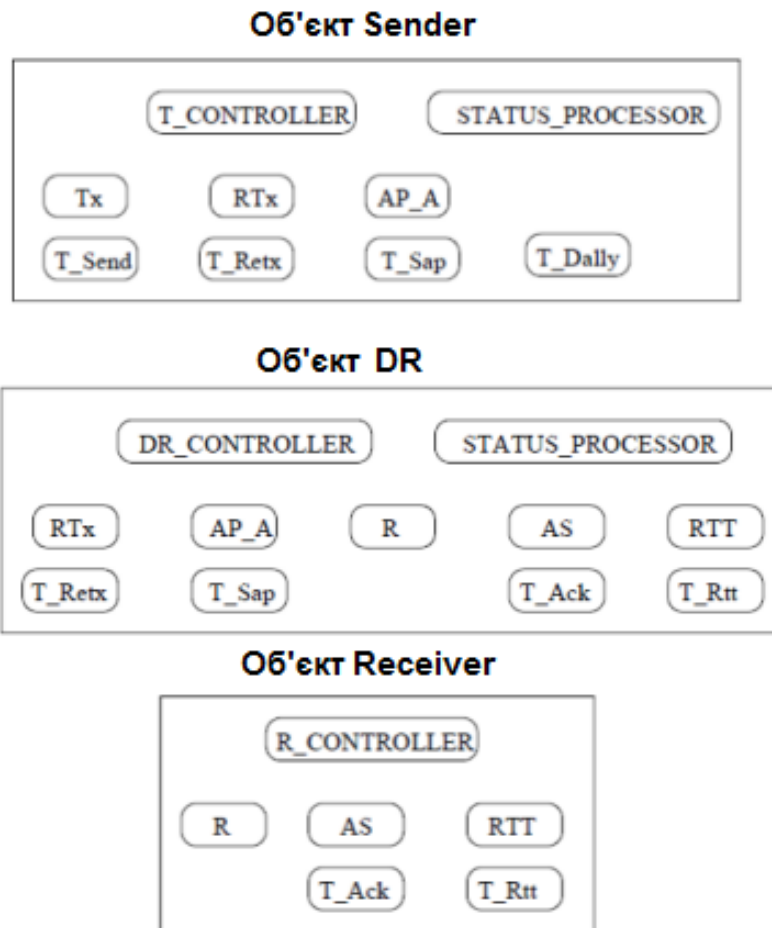 Об'єкт Sender
T_CONTROLLER STATUS_PROCESSOR
Tx RTx AP_A
T_Send T_Retx T_Sap T_Dally
Об'єкт DR
DR_CONTROLLER STATUS_PROCESSOR
RTx AP_A R AS RTT
T_Retx T_Sap T_Ack T_Rtt
Об'єкт Receiver
R_CONTROLLER
R AS RTT
T_Ack T_Rtt